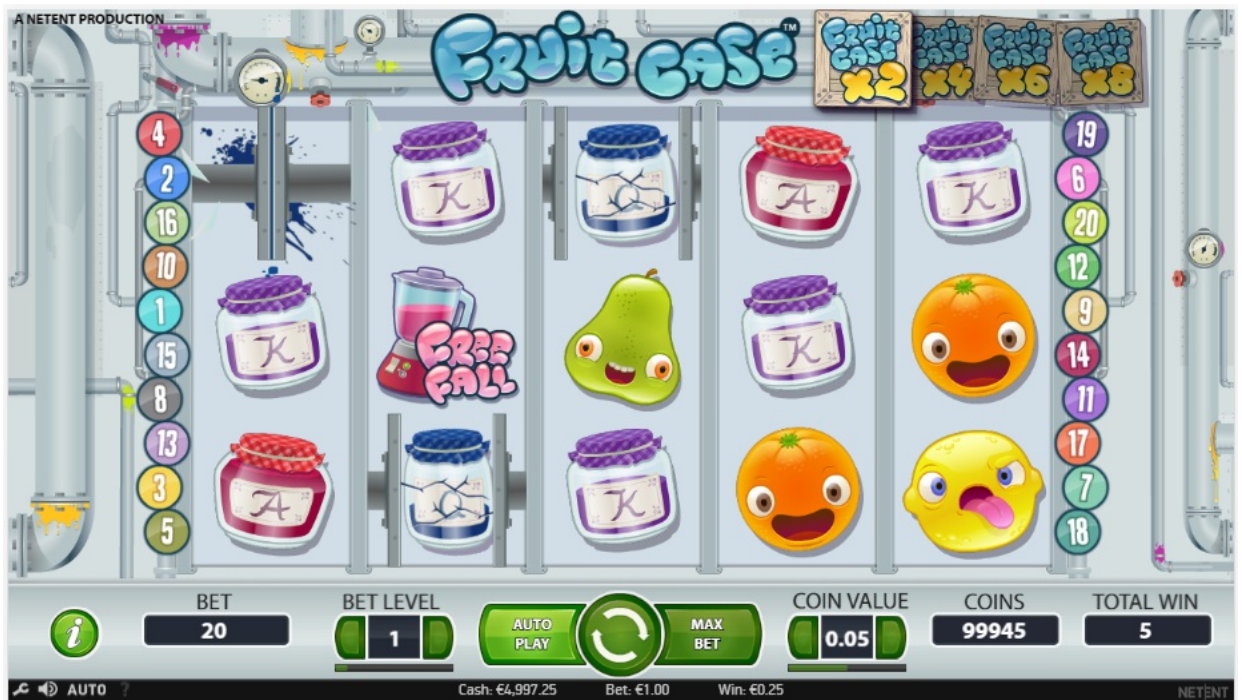 A NETENT PRODUCTION
FRUIT CASE™
FRUIT CASE X2
FRUIT CASE X4
FRUIT CASE X6
FRUIT CASE X8
4
2
16
10
1
15
8
13
3
5
K
Q
A
K
K
FREE FALL
K
A
Q
K
19
6
20
12
9
14
11
17
7
18
BET
20
BET LEVEL
1
AUTO PLAY
MAX BET
COIN VALUE
0.05
COINS
99945
TOTAL WIN
5
i
AUTO ?
Cash: €4,997.25 Bet: €1.00 Win: €0.25
NETENT